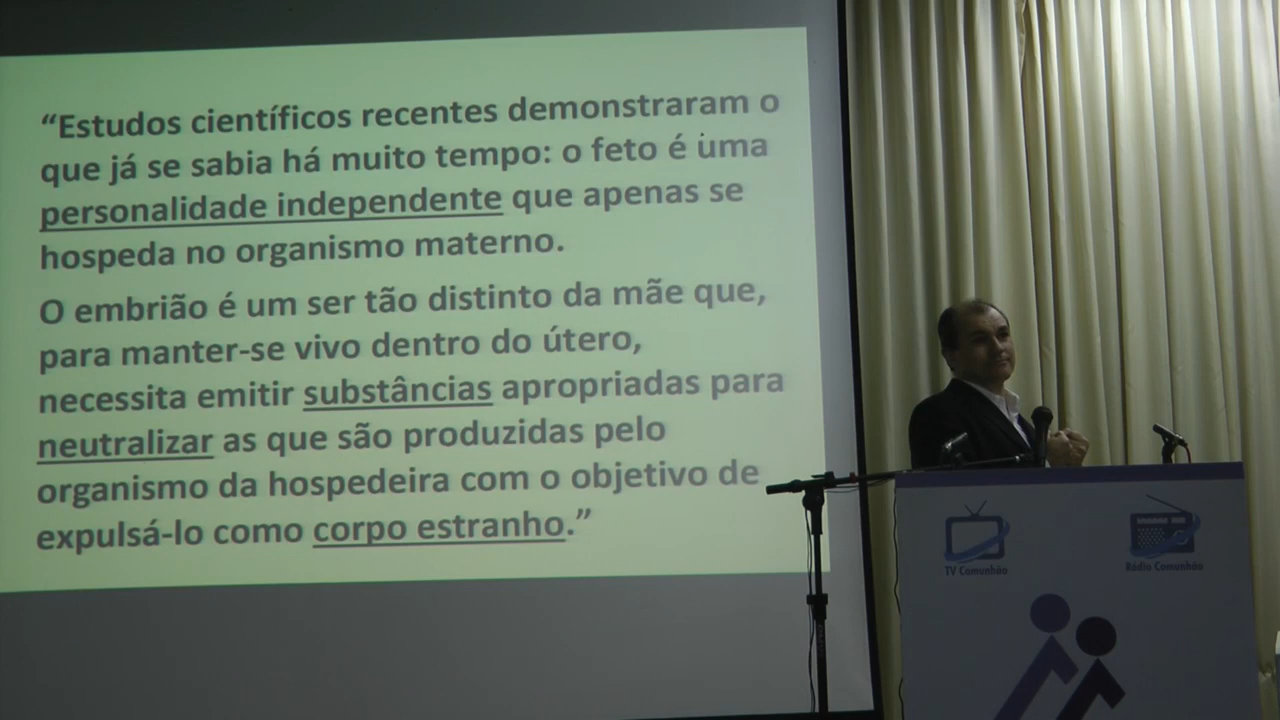 “Estudos científicos recentes demonstraram o
que já se sabia há muito tempo: o feto é uma
personalidade independente que apenas se
hospeda no organismo materno.
O embrião é um ser tão distinto da mãe que,
para manter-se vivo dentro do útero,
necessita emitir substâncias apropriadas para
neutralizar as que são produzidas pelo
organismo da hospedeira com o objetivo de
expulsá-lo como corpo estranho.”
TV Comunhão
Rádio Comunhão